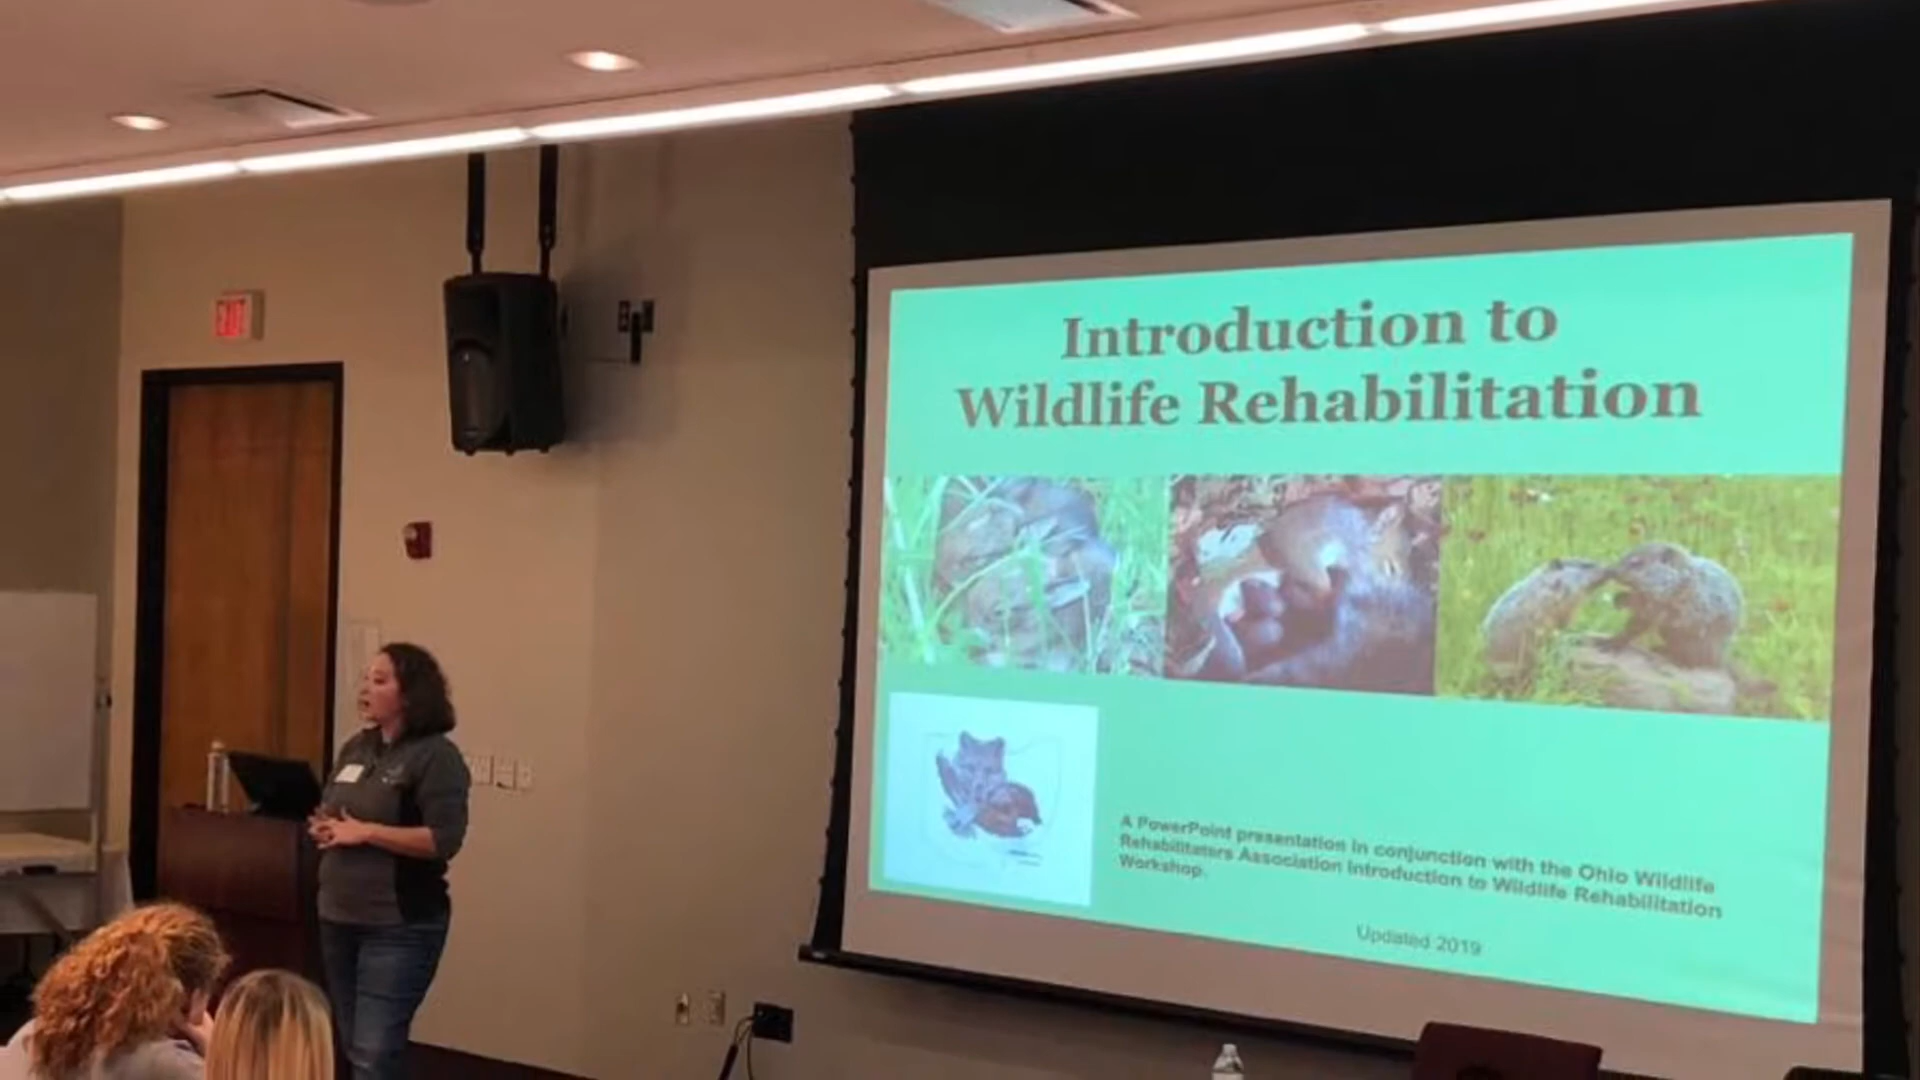 EXIT
Introduction to
Wildlife Rehabilitation
A PowerPoint presentation in conjunction with the Ohio Wildlife
Rehabilitators Association Introduction to Wildlife Rehabilitation
Workshop.
Updated 2019